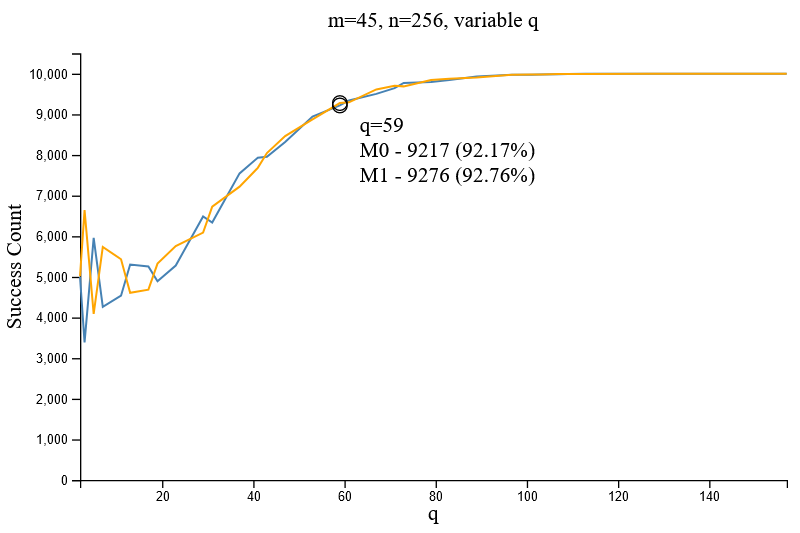 m=45, n=256, variable q
10,000
9,000
8,000
7,000
6,000
5,000
4,000
3,000
2,000
1,000
0
Success Count
q=59
M0 - 9217 (92.17%)
M1 - 9276 (92.76%)
20 40 60 80 100 120 140
q